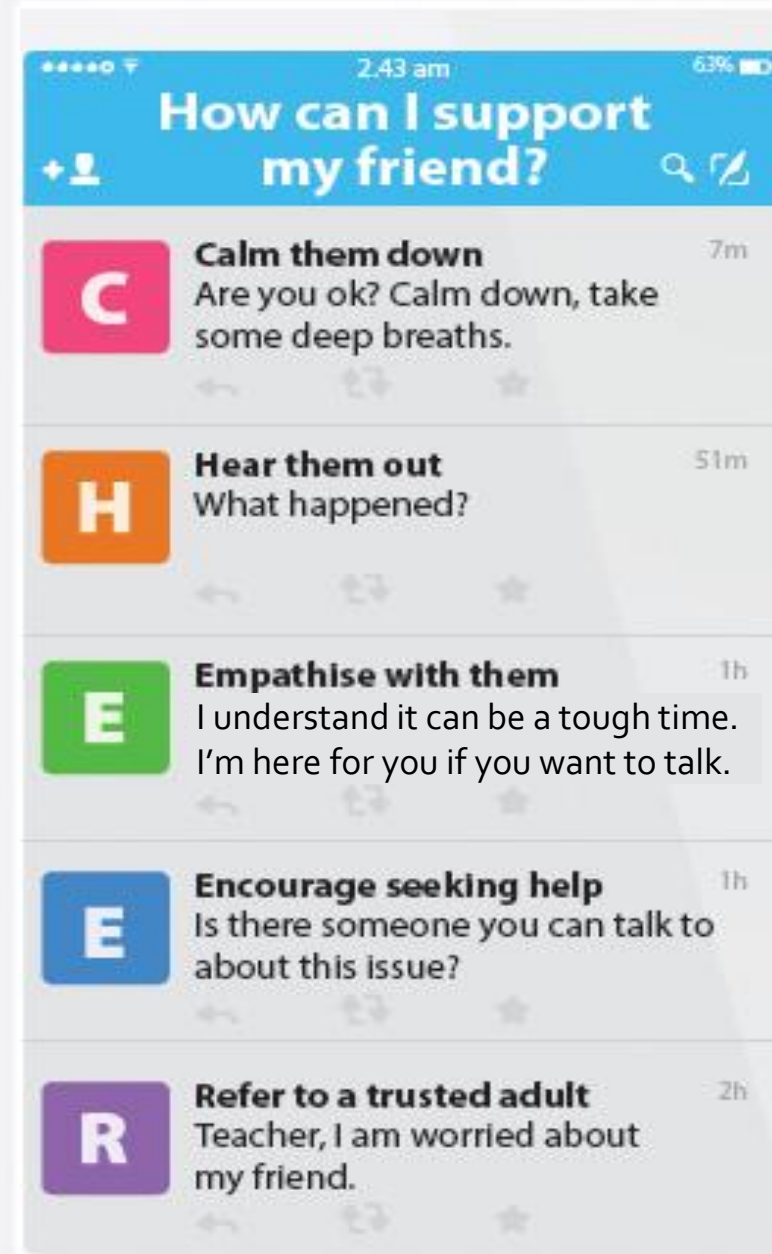 2.43 am
63%
How can I support
my friend?
C
Calm them down
7m
Are you ok? Calm down, take
some deep breaths.
H
Hear them out
51m
What happened?
E
Empathise with them
1h
I understand it can be a tough time.
I'm here for you if you want to talk.
E
Encourage seeking help
1h
Is there someone you can talk to
about this issue?
R
Refer to a trusted adult
2h
Teacher, I am worried about
my friend.